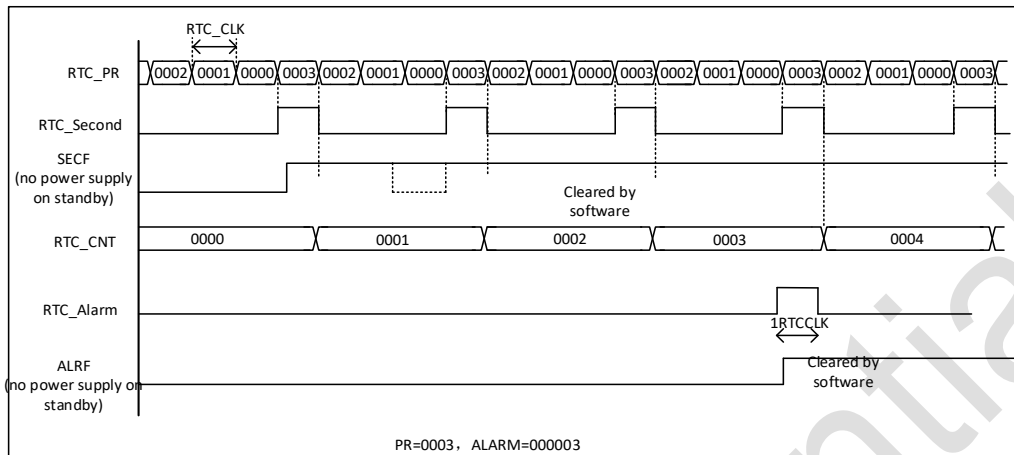 RTC_CLK
RTC_PR 0002 0001 0000 0003 0002 0001 0000 0003 0002 0001 0000 0003 0002 0001 0000 0003 0002 0001 0000 0003
RTC_Second
SECF
(no power supply
on standby)
Cleared by
software
RTC_CNT 0000 0001 0002 0003 0004
RTC_Alarm
1RTCCLK
ALRF
(no power supply on
standby)
Cleared by
software
PR=0003, ALARM=000003
ntial